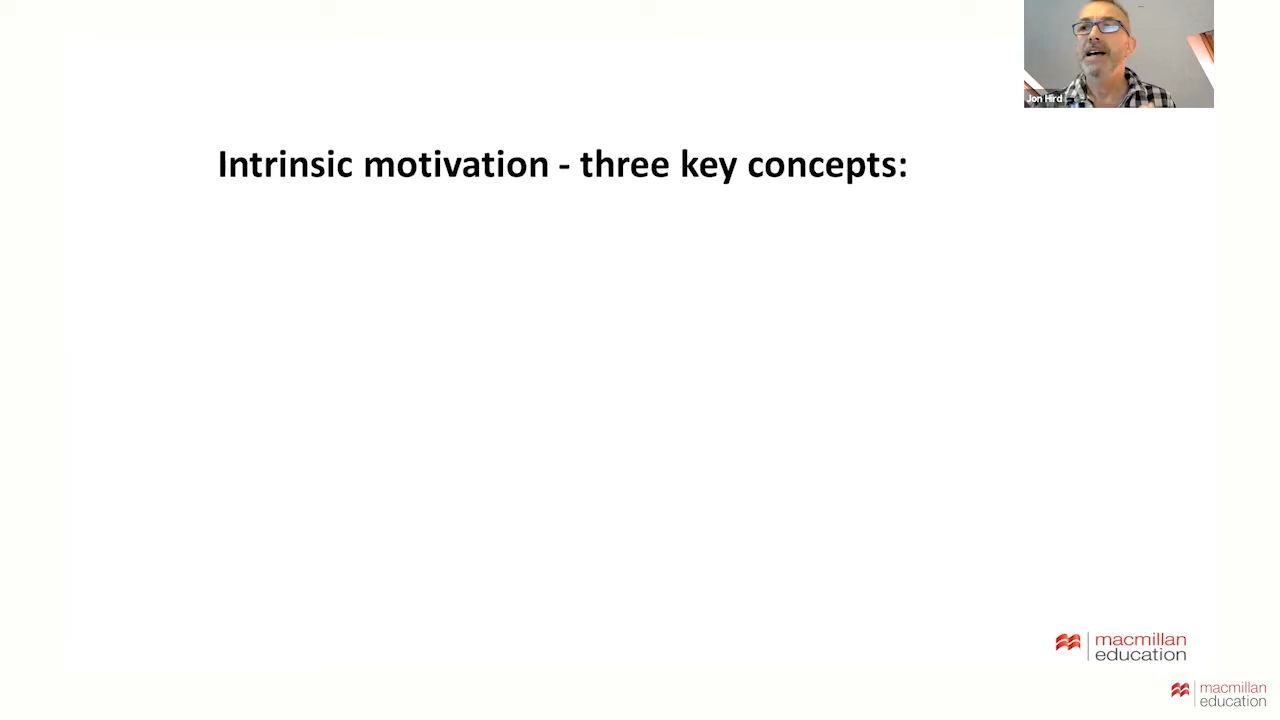 Jon Hird
Intrinsic motivation - three key concepts:
macmillan
education
macmillan
education